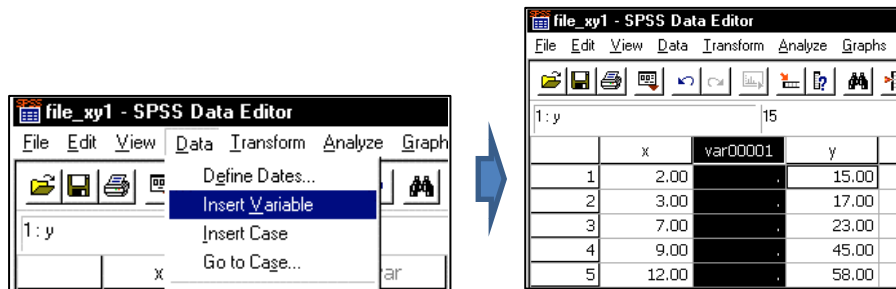 file_xy1 - SPSS Data Editor
File Edit View Data Transform Analyze Graph
Define Dates...
Insert Variable
1 : y
Insert Case
Go to Case...
x
ar
file_xy1 - SPSS Data Editor
File Edit View Data Transform Analyze Graphs
1 : y 15
x var00001 y
1 2.00 . 15.00
2 3.00 . 17.00
3 7.00 . 23.00
4 9.00 . 45.00
5 12.00 . 58.00